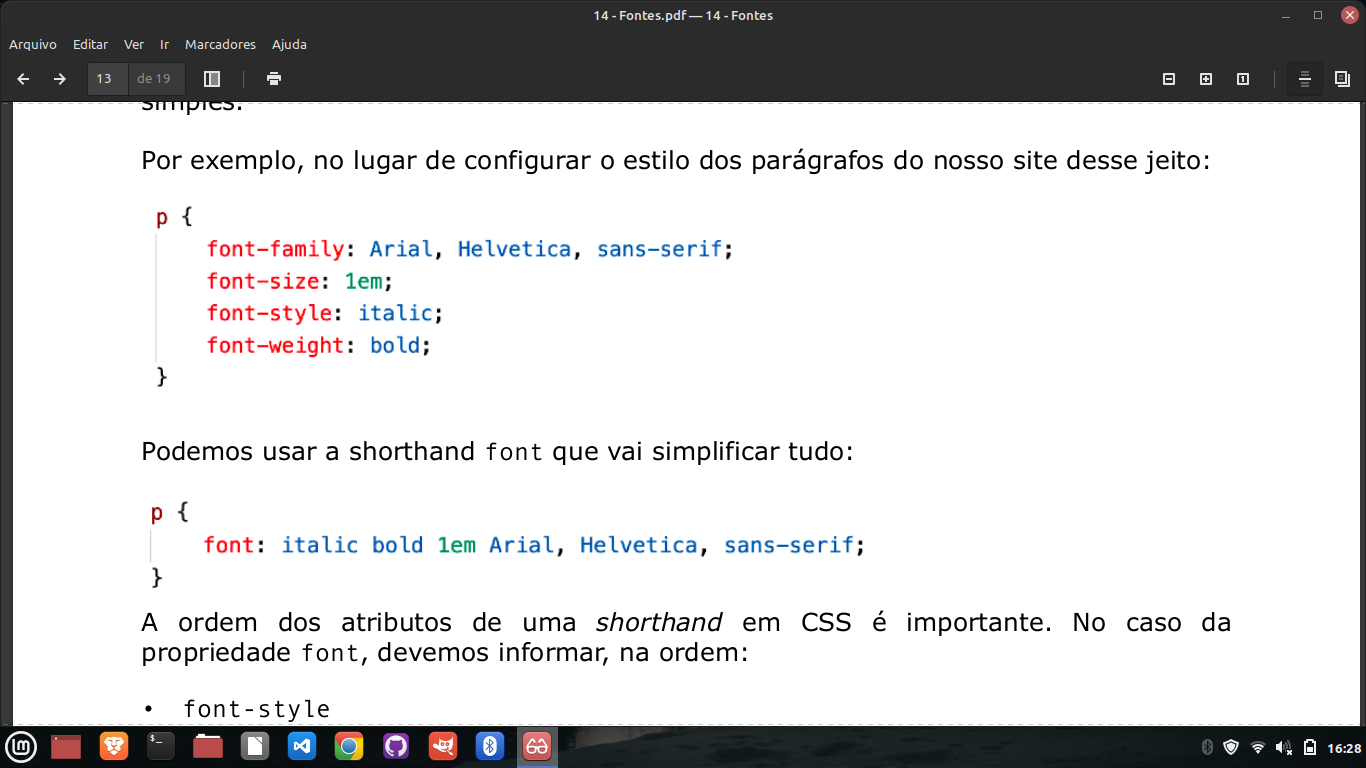 14 - Fontes.pdf — 14 - Fontes
Arquivo Editar Ver Ir Marcadores Ajuda
13 de 19
simples.
Por exemplo, no lugar de configurar o estilo dos parágrafos do nosso site desse jeito:
p {
font-family: Arial, Helvetica, sans-serif;
font-size: 1em;
font-style: italic;
font-weight: bold;
}
Podemos usar a shorthand font que vai simplificar tudo:
p {
font: italic bold 1em Arial, Helvetica, sans-serif;
}
A ordem dos atributos de uma shorthand em CSS é importante. No caso da
propriedade font, devemos informar, na ordem:
• font-style
16:28